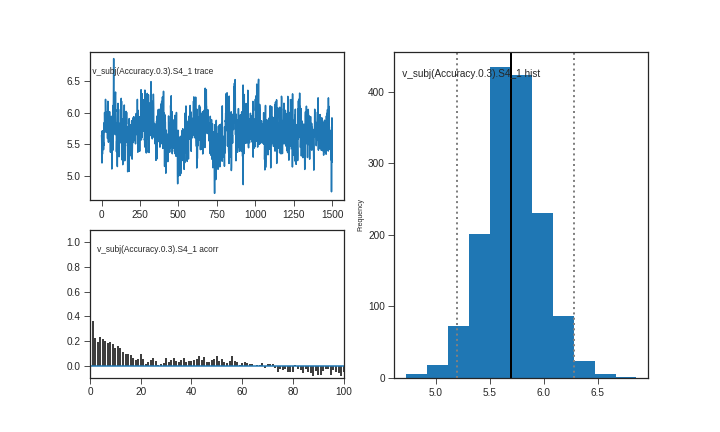 v_subj(Accuracy.0.3).S4_1 trace
6.5
6.0
5.5
5.0
0 250 500 750 1000 1250 1500
v_subj(Accuracy.0.3).S4_1 acorr
1.0
0.8
0.6
0.4
0.2
0.0
0 20 40 60 80 100
v_subj(Accuracy.0.3).S4_1 hist
Frequency
400
300
200
100
0
5.0 5.5 6.0 6.5